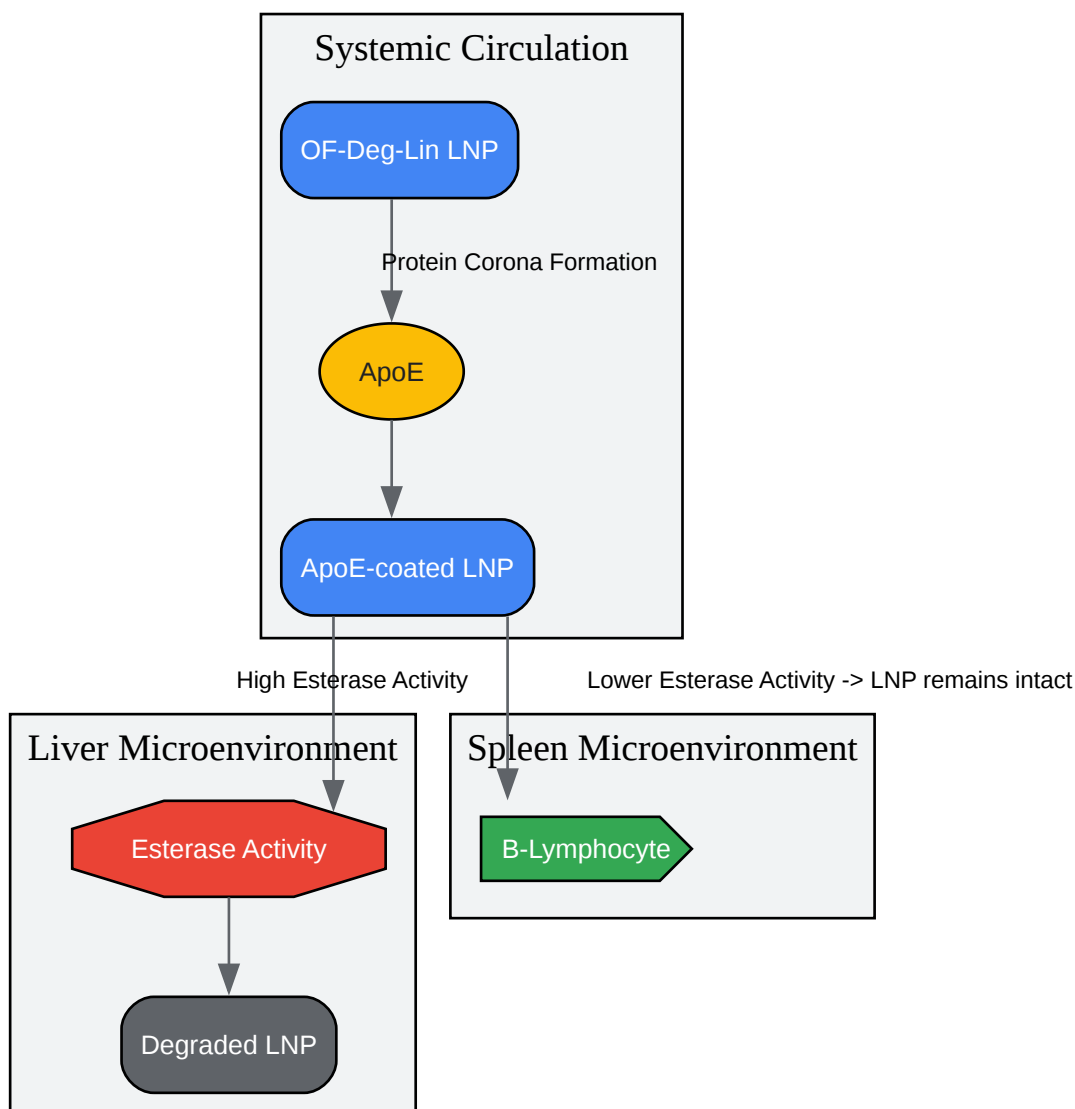 Systemic Circulation
OF-Deg-Lin LNP
Protein Corona Formation
ApoE
ApoE-coated LNP
High Esterase Activity
Lower Esterase Activity -> LNP remains intact
Liver Microenvironment
Spleen Microenvironment
Esterase Activity
B-Lymphocyte
Degraded LNP